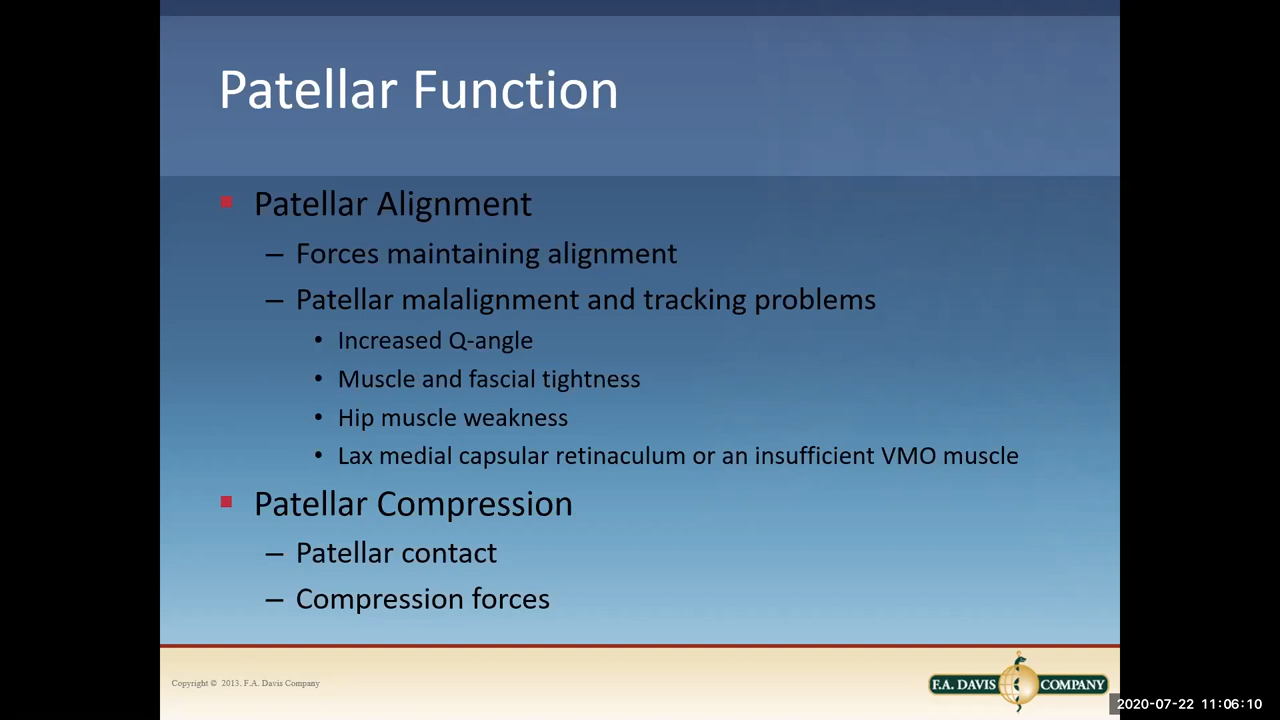 Patellar Function
▪ Patellar Alignment
– Forces maintaining alignment
– Patellar malalignment and tracking problems
• Increased Q-angle
• Muscle and fascial tightness
• Hip muscle weakness
• Lax medial capsular retinaculum or an insufficient VMO muscle
▪ Patellar Compression
– Patellar contact
– Compression forces
Copyright © 2013. F.A. Davis Company
F.A. DAVIS COMPANY
2020-07-22 11:06:10